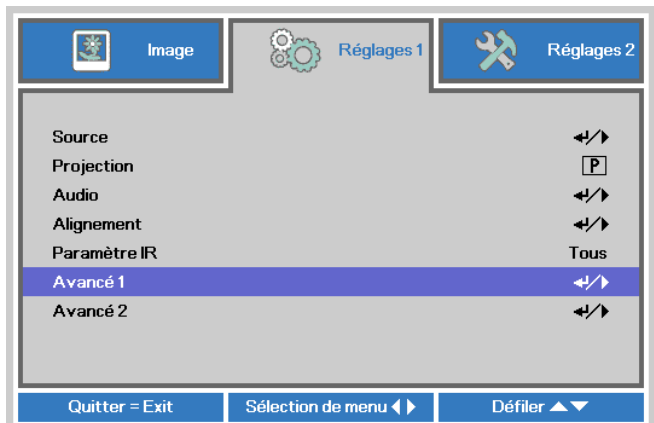 Image Réglages 1 Réglages 2
Source
Projection P
Audio
Alignement
Paramètre IR Tous
Avancé 1
Avancé 2
Quitter = Exit Sélection de menu Défiler